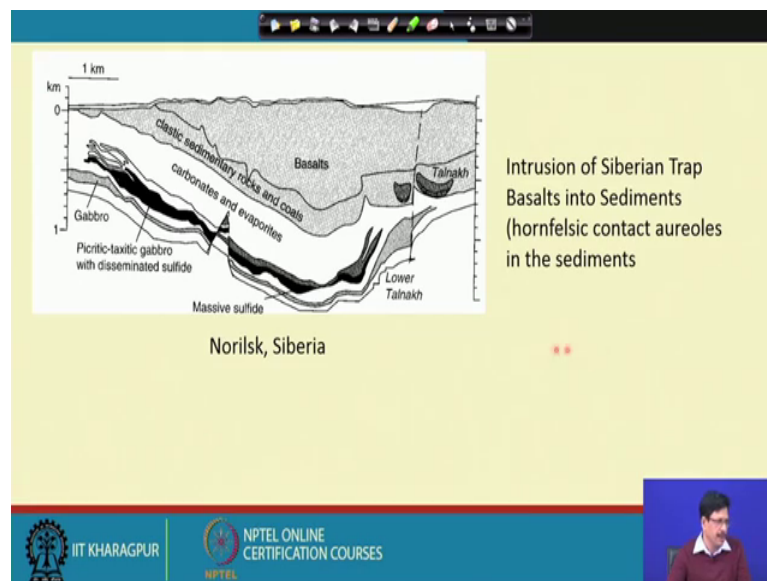 1 km
km
0
1
clastic sedimentary rocks and coals
carbonates and evaporites
Basalts
Talnakh
Gabbro
Picritic-taxitic gabbro
with disseminated sulfide
Massive sulfide
Lower
Talnakh
Intrusion of Siberian Trap
Basalts into Sediments
(hornfelsic contact aureoles
in the sediments
Norilsk, Siberia
IIT KHARAGPUR
NPTEL
NPTEL ONLINE
CERTIFICATION COURSES